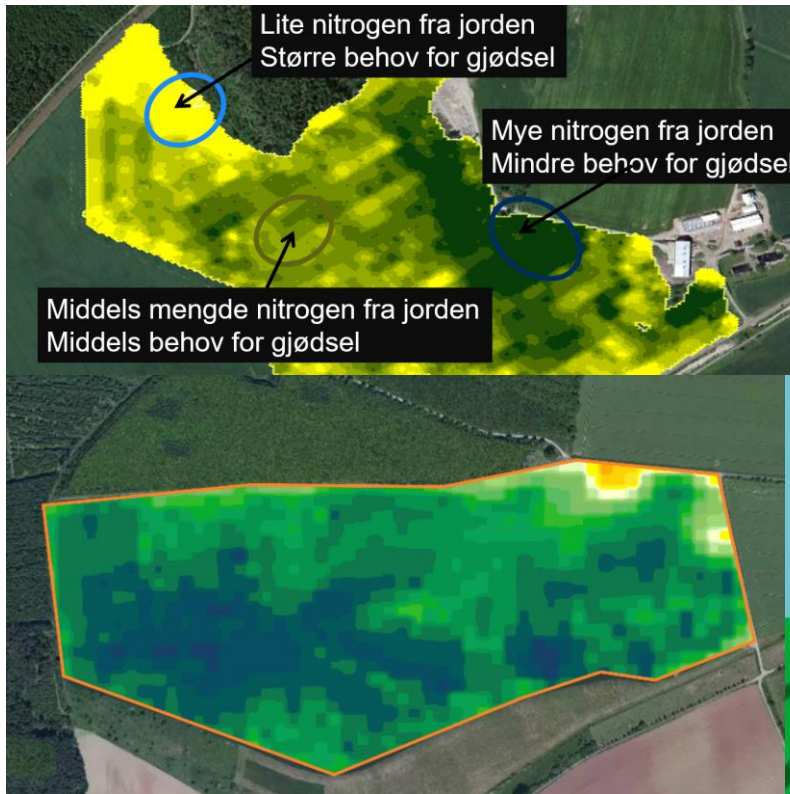 Lite nitrogen fra jorden
Større behov for gjødsel
Mye nitrogen fra jorden
Mindre behov for gjødsel
Middels mengde nitrogen fra jorden
Middels behov for gjødsel